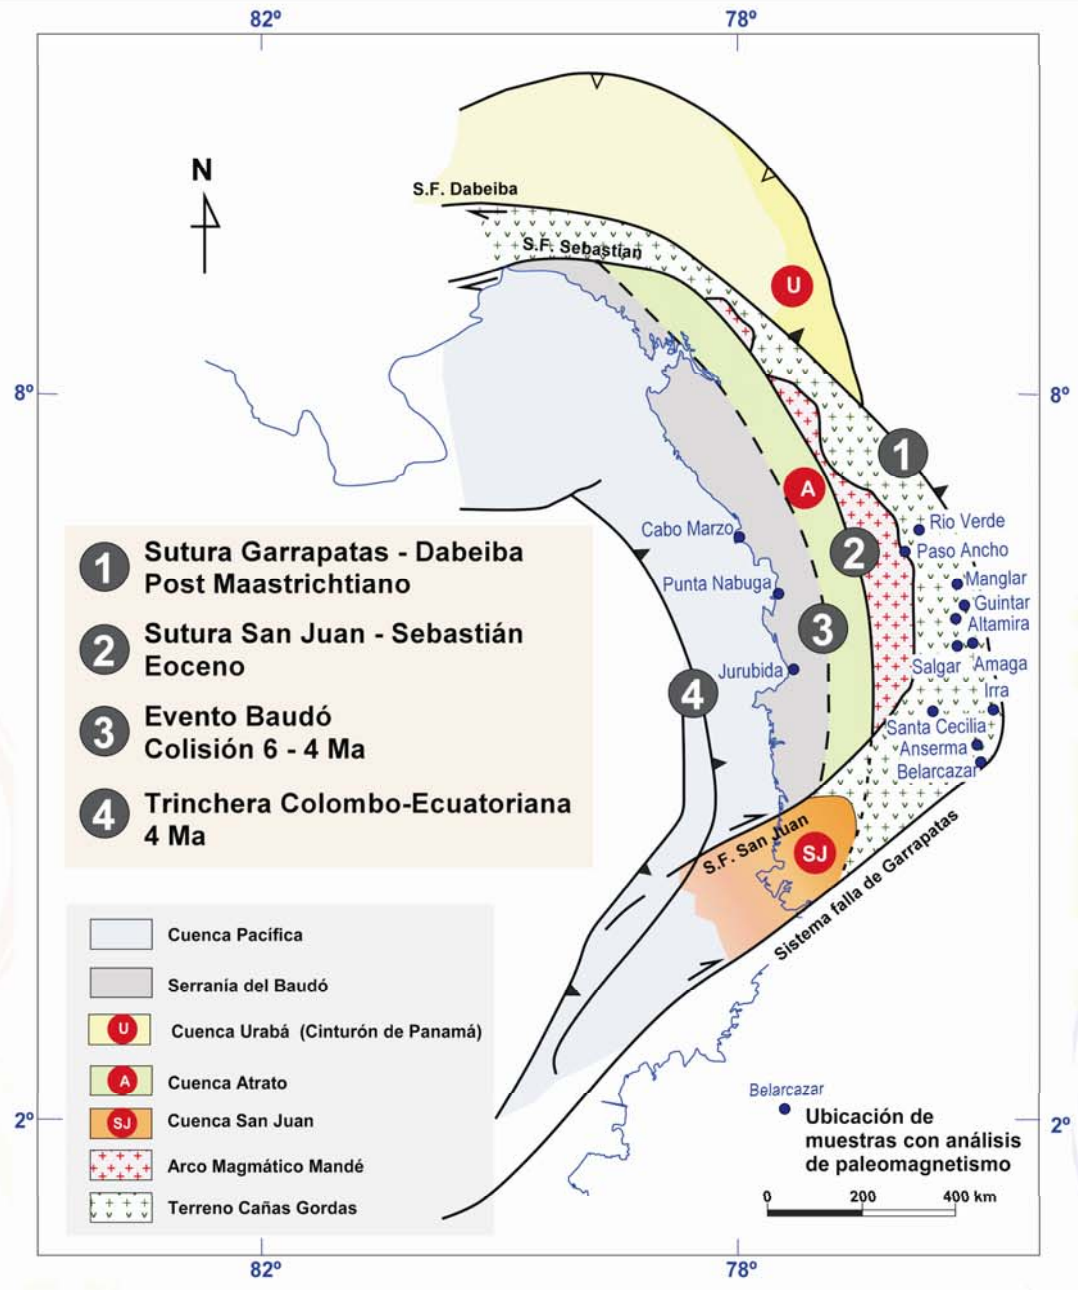 82º
78º
N
S.F. Dabeiba
S.F. Sebastian
U
8º
8º
1
A
Rio Verde
Cabo Marzo
2
Paso Ancho
Manglar
Punta Nabuga
Guintar
3
Altamira
Jurubida
Salgar
Amaga
4
Irra
Santa Cecilia
Anserma
Belarcazar
S.F. San Juan
SJ
Sistema falla de Garrapatas
1
Sutura Garrapatas - Dabeiba
Post Maastrichtiano
2
Sutura San Juan - Sebastián
Eoceno
3
Evento Baudó
Colisión 6 - 4 Ma
4
Trinchera Colombo-Ecuatoriana
4 Ma
Cuenca Pacífica
Serranía del Baudó
U
Cuenca Urabá (Cinturón de Panamá)
A
Cuenca Atrato
SJ
Cuenca San Juan
Arco Magmático Mandé
Terreno Cañas Gordas
Belarcazar
Ubicación de
muestras con análisis
de paleomagnetismo
0 200 400 km
2º
2º
82º
78º